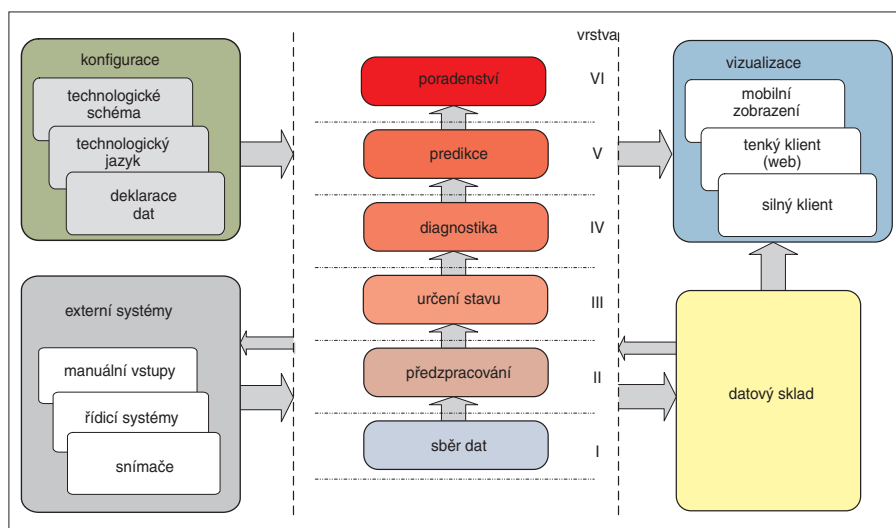 konfigurace
technologické
schéma
technologický
jazyk
deklarace
dat
externí systémy
manuální vstupy
řídicí systémy
snímače
vrstva
poradenství
VI
predikce
V
diagnostika
IV
určení stavu
III
předzpracování
II
sběr dat
I
vizualizace
mobilní
zobrazení
tenký klient
(web)
silný klient
datový sklad